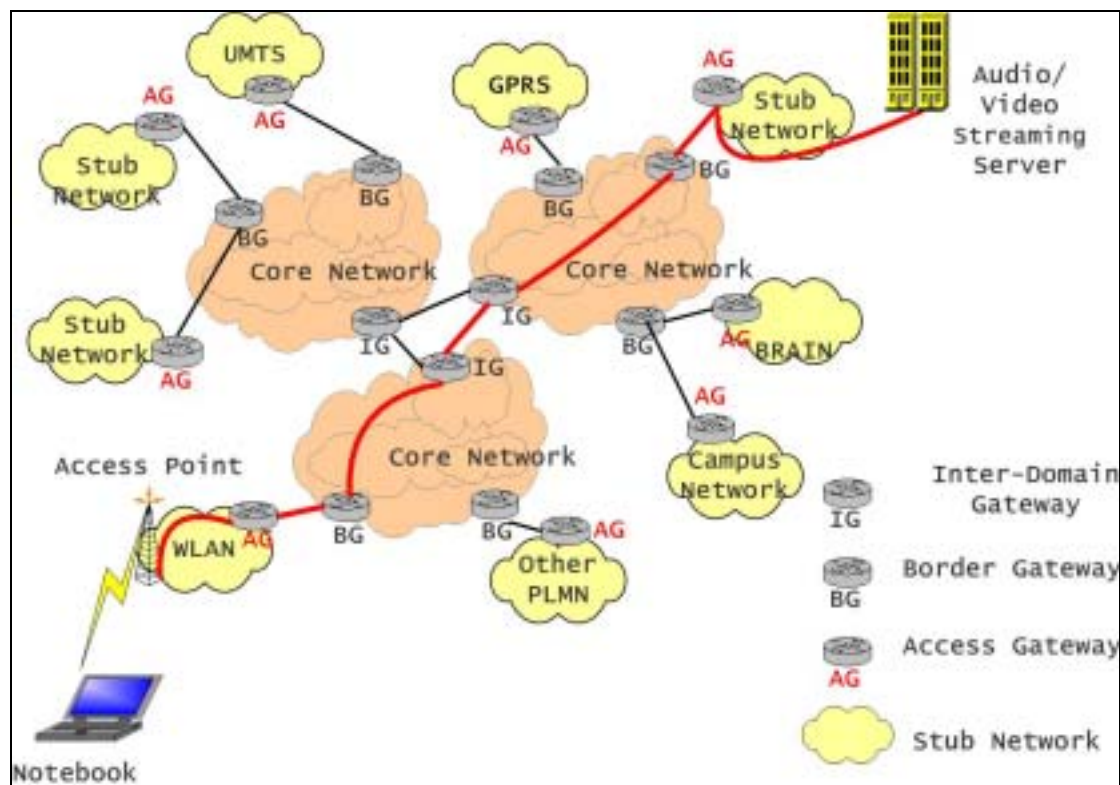 UMTS
AG
AG
Stub
Network
BG
BG
GPRS
AG
BG
AG
Stub
Network
BG
Audio/
Video
Streaming
Server
Core Network
Core Network
Stub
Network
AG
IG
IG
BG
AG
BRAIN
IG
AG
Campus
Network
Core Network
Access Point
WLAN
AG
BG
BG
AG
Other
PLMN
Notebook
Inter-Domain
Gateway
IG
Border Gateway
BG
Access Gateway
AG
Stub Network